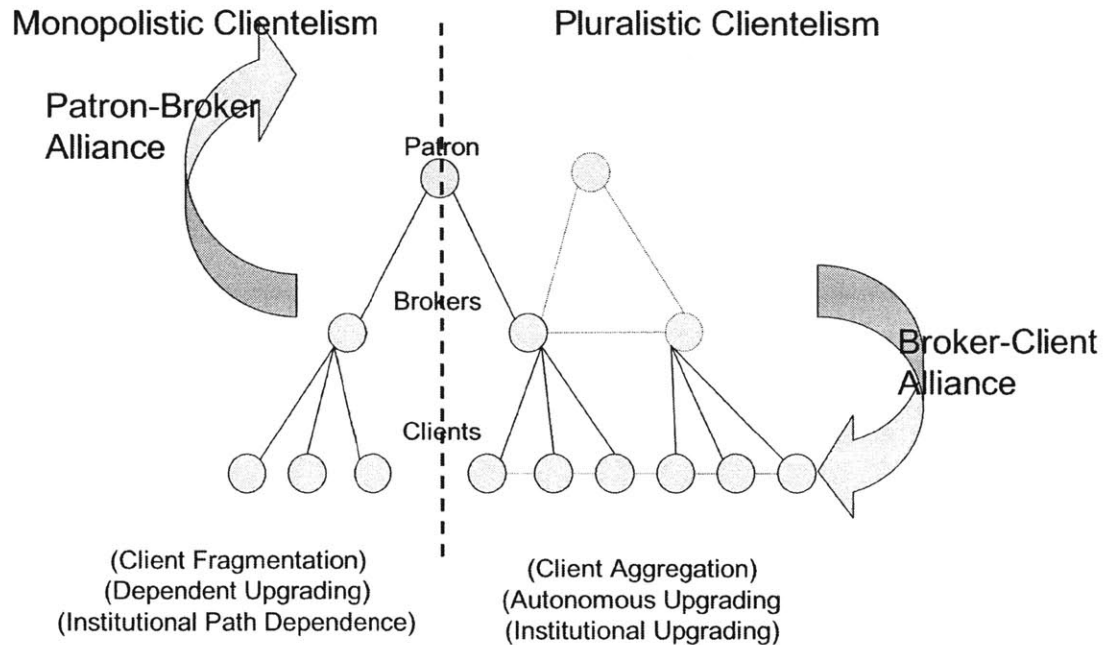 Monopolistic Clientelism
Pluralistic Clientelism
Patron-Broker
Alliance
Patron
Brokers
Broker-Client
Alliance
Clients
(Client Fragmentation)
(Dependent Upgrading)
(Institutional Path Dependence)
(Client Aggregation)
(Autonomous Upgrading
(Institutional Upgrading)